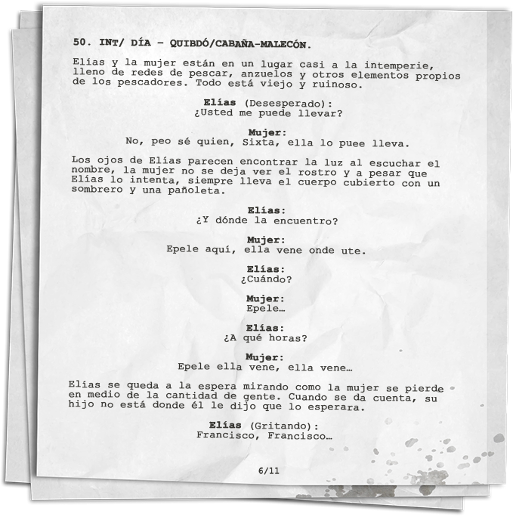 50. INT/ DÍA – QUIBDÓ/CABAÑA-MALECÓN.
Elías y la mujer están en un lugar casi a la intemperie,
lleno de redes de pescar, anzuelos y otros elementos propios
de los pescadores. Todo está viejo y ruinoso.
Elías (Desesperado):
¿Usted me puede llevar?
Mujer:
No, peo sé quien, Sixta, ella lo puee lleva.
Los ojos de Elías parecen encontrar la luz al escuchar el
nombre, la mujer no se deja ver el rostro y a pesar que
Elías lo intenta, siempre lleva el cuerpo cubierto con un
sombrero y una pañoleta.
Elías:
¿Y dónde la encuentro?
Mujer:
Epele aquí, ella vene onde ute.
Elías:
¿Cuándo?
Mujer:
Epele…
Elías:
¿A qué horas?
Mujer:
Epele ella vene, ella vene…
Elías se queda a la espera mirando como la mujer se pierde
en medio de la cantidad de gente. Cuando se da cuenta, su
hijo no está donde él le dijo que lo esperara.
Elías (Gritando):
Francisco, Francisco…
6/11